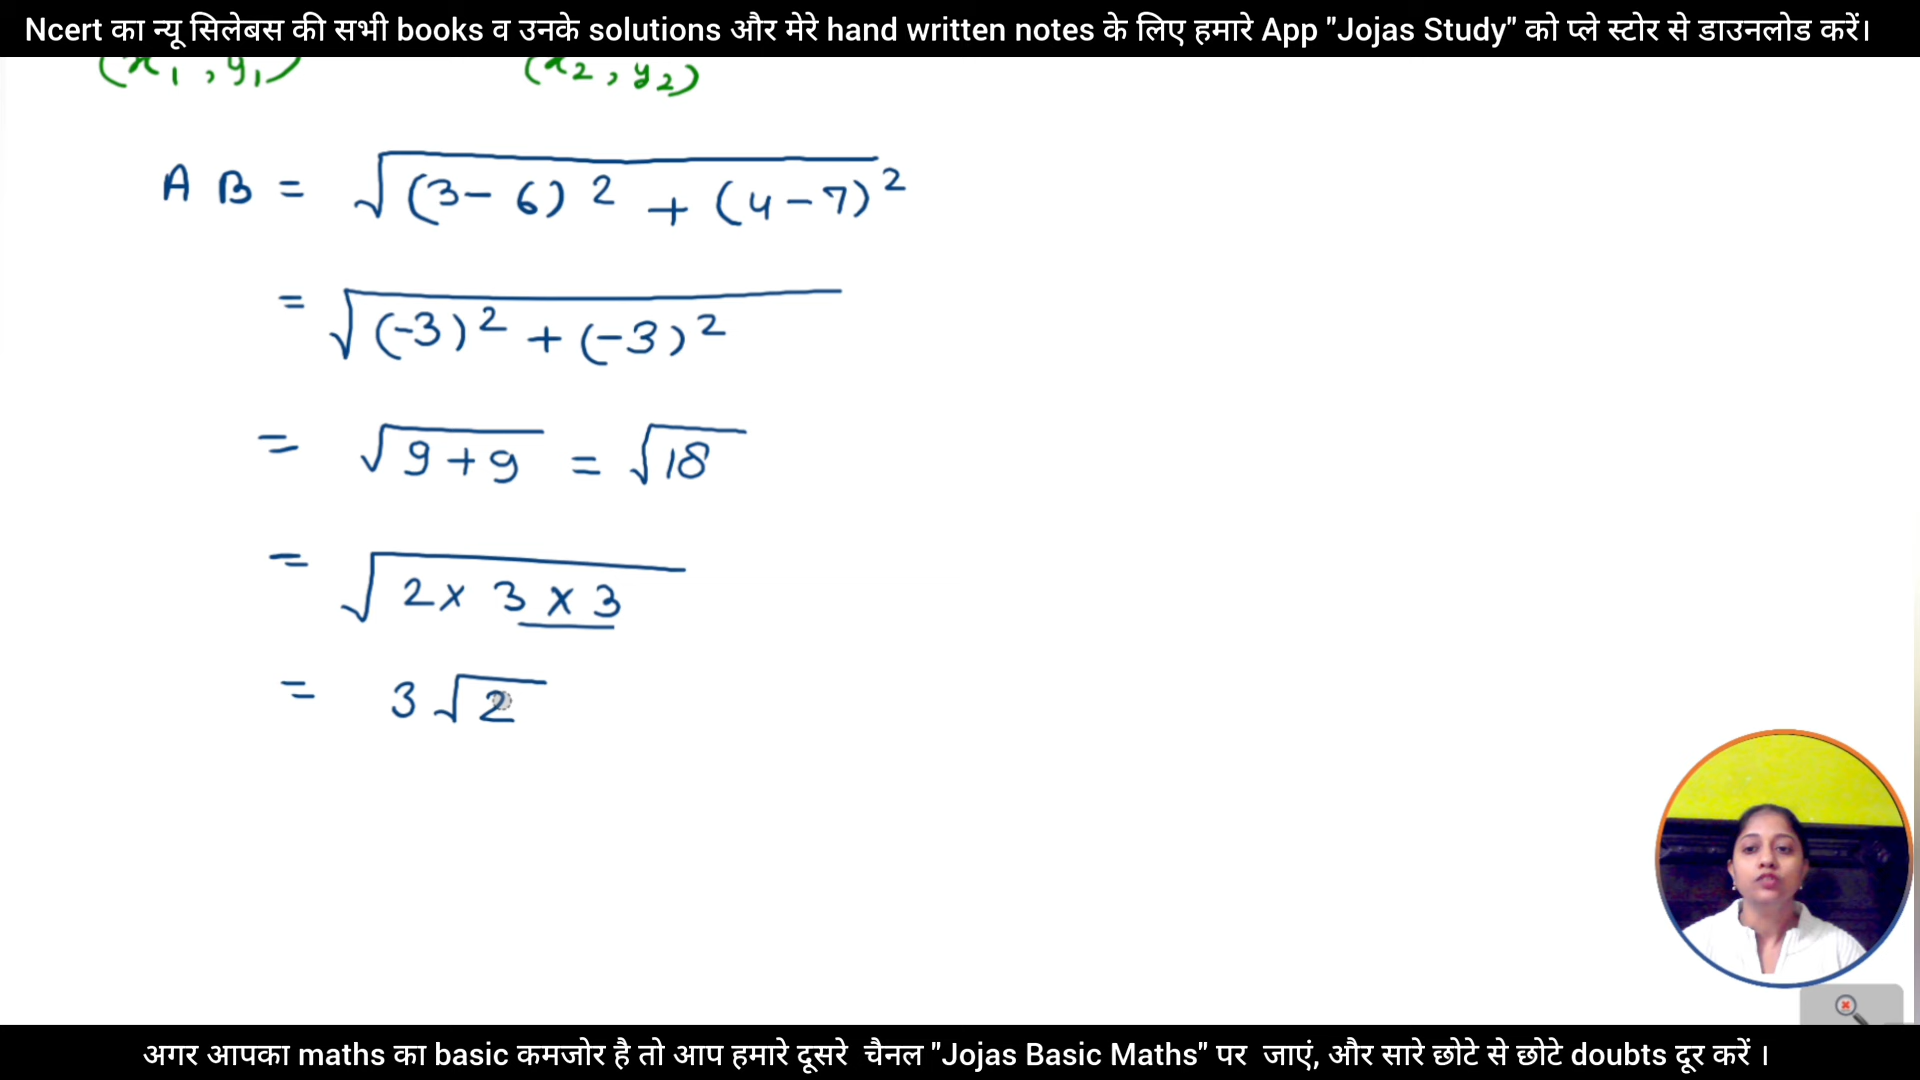 Ncert का न्यू सिलेबस की सभी books व उनके solutions और मेरे hand written notes के लिए हमारे App "Jojas Study" को प्ले स्टोर से डाउनलोड करें।
(x₁, y₁) (x₂, y₂)
AB = √(3-6)² + (4-7)²
= √(-3)² + (-3)²
= √9+9 = √18
= √2 × 3 × 3
= 3√2
अगर आपका maths का basic कमजोर है तो आप हमारे दूसरे चैनल "Jojas Basic Maths" पर जाएं, और सारे छोटे से छोटे doubts दूर करें ।